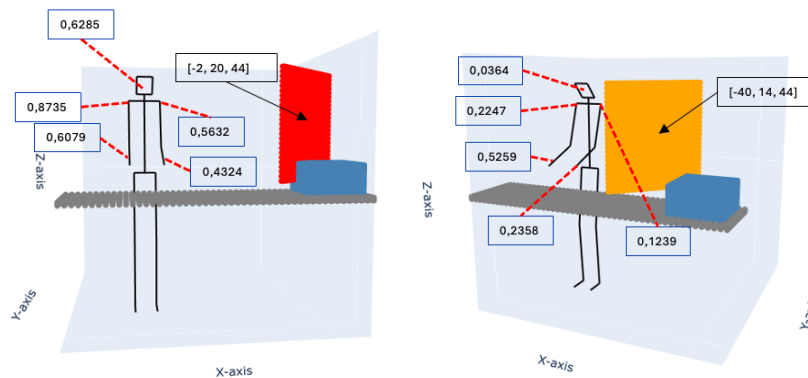 0,6285
[-2, 20, 44]
0,8735
0,5632
0,6079
0,4324
Z-axis
Y-axis
X-axis
0,0364
[-40, 14, 44]
0,2247
0,5259
0,2358
0,1239
Z-axis
X-axis